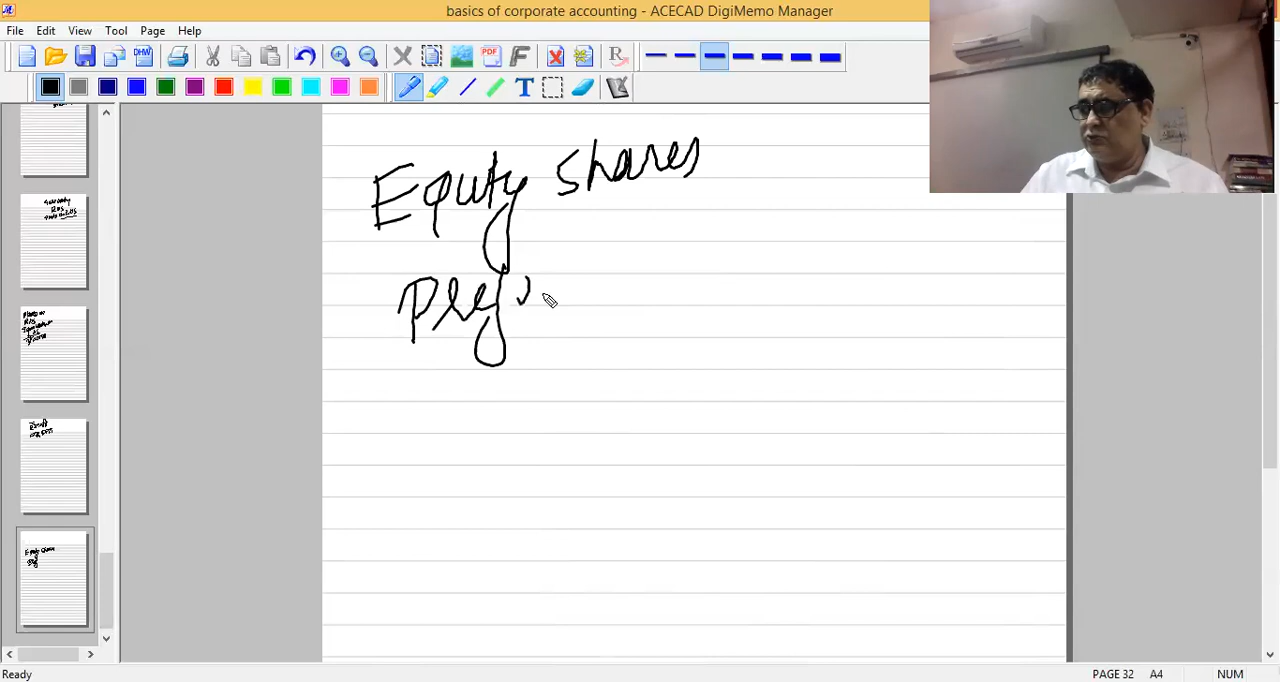 basics of corporate accounting - ACECAD DigiMemo Manager
File Edit View Tool Page Help
Equity shares
Pref
Ready PAGE 32 A4 NUM